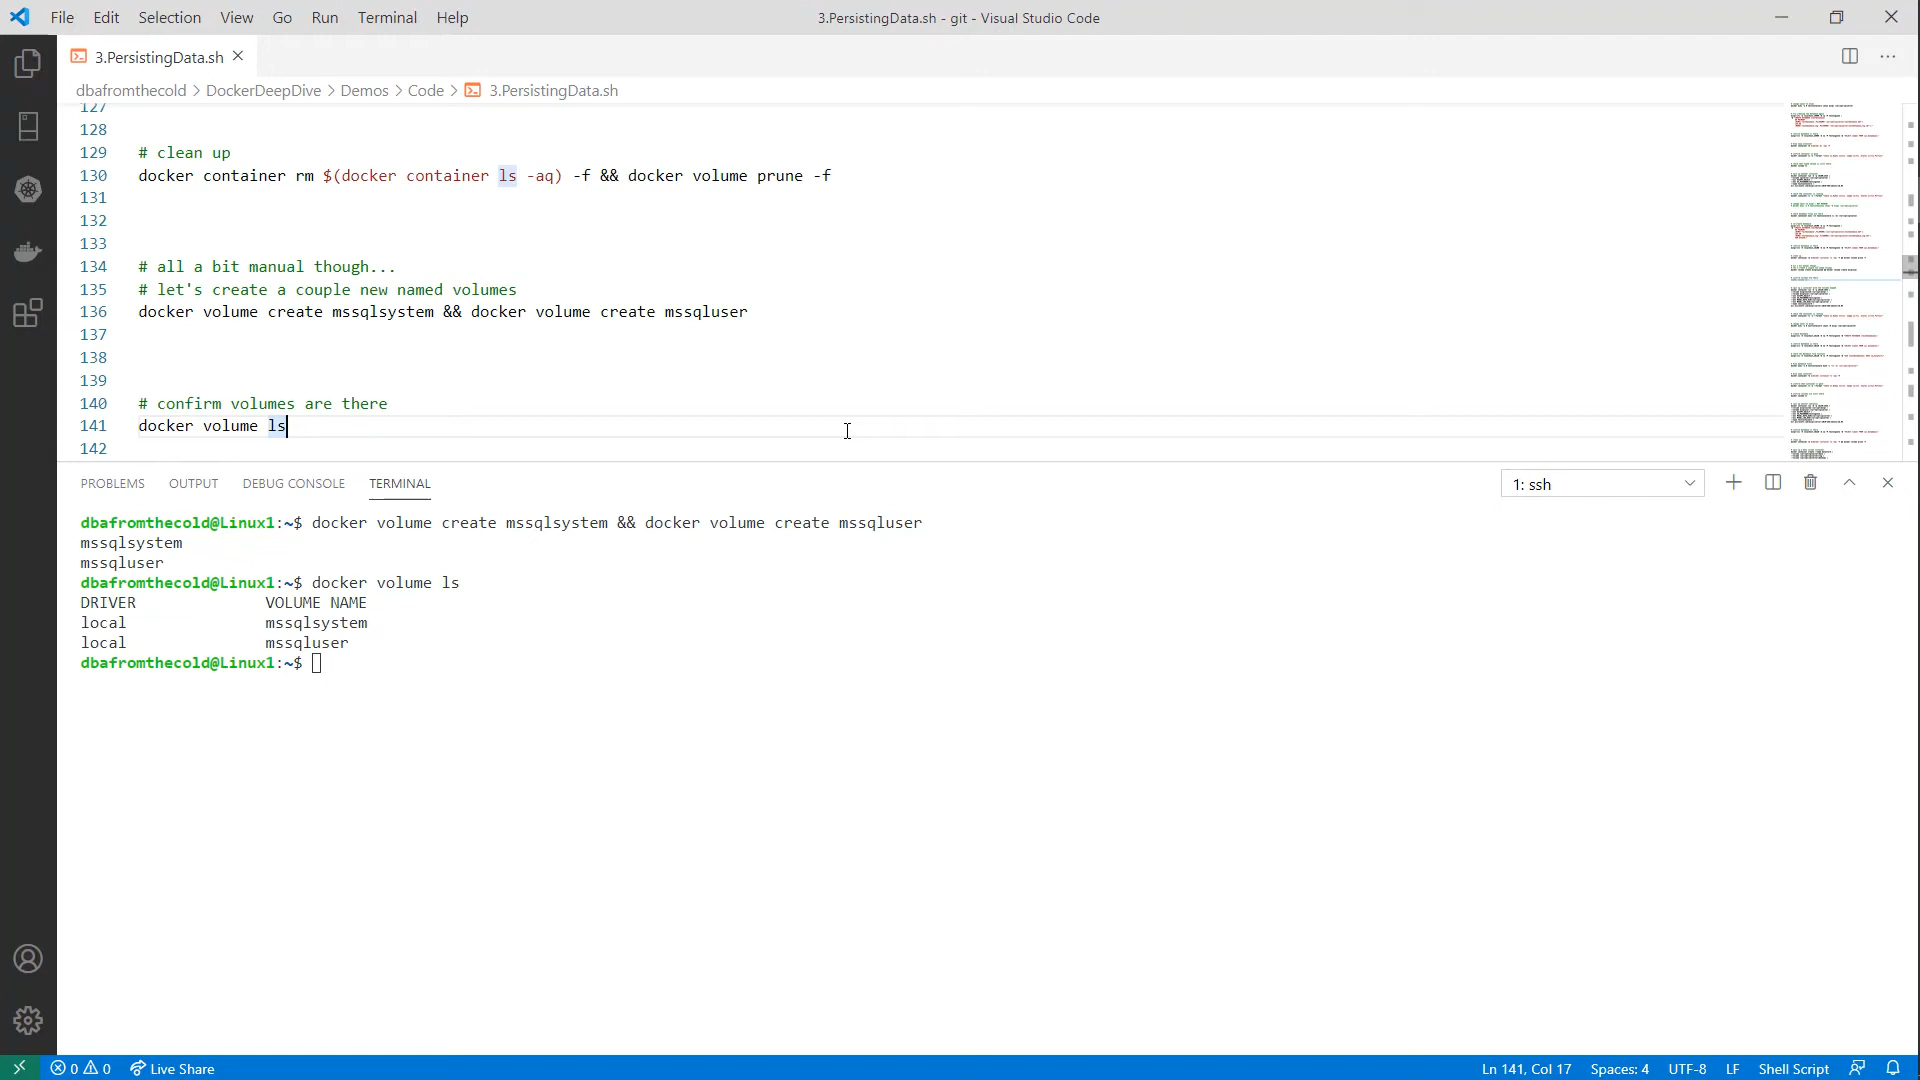 File Edit Selection View Go Run Terminal Help
3.PersistingData.sh - git - Visual Studio Code
3.PersistingData.sh
dbafromthecold > DockerDeepDive > Demos > Code > 3.PersistingData.sh
127
128
129 # clean up
130 docker container rm $(docker container ls -aq) -f && docker volume prune -f
131
132
133
134 # all a bit manual though...
135 # let's create a couple new named volumes
136 docker volume create mssqlsystem && docker volume create mssqluser
137
138
139
140 # confirm volumes are there
141 docker volume ls
142
PROBLEMS OUTPUT DEBUG CONSOLE TERMINAL
1: ssh
dbafromthecold@Linux1:~$ docker volume create mssqlsystem && docker volume create mssqluser
mssqlsystem
mssqluser
dbafromthecold@Linux1:~$ docker volume ls
DRIVER VOLUME NAME
local mssqlsystem
local mssqluser
dbafromthecold@Linux1:~$
0 0 Live Share
Ln 141, Col 17 Spaces: 4 UTF-8 LF Shell Script